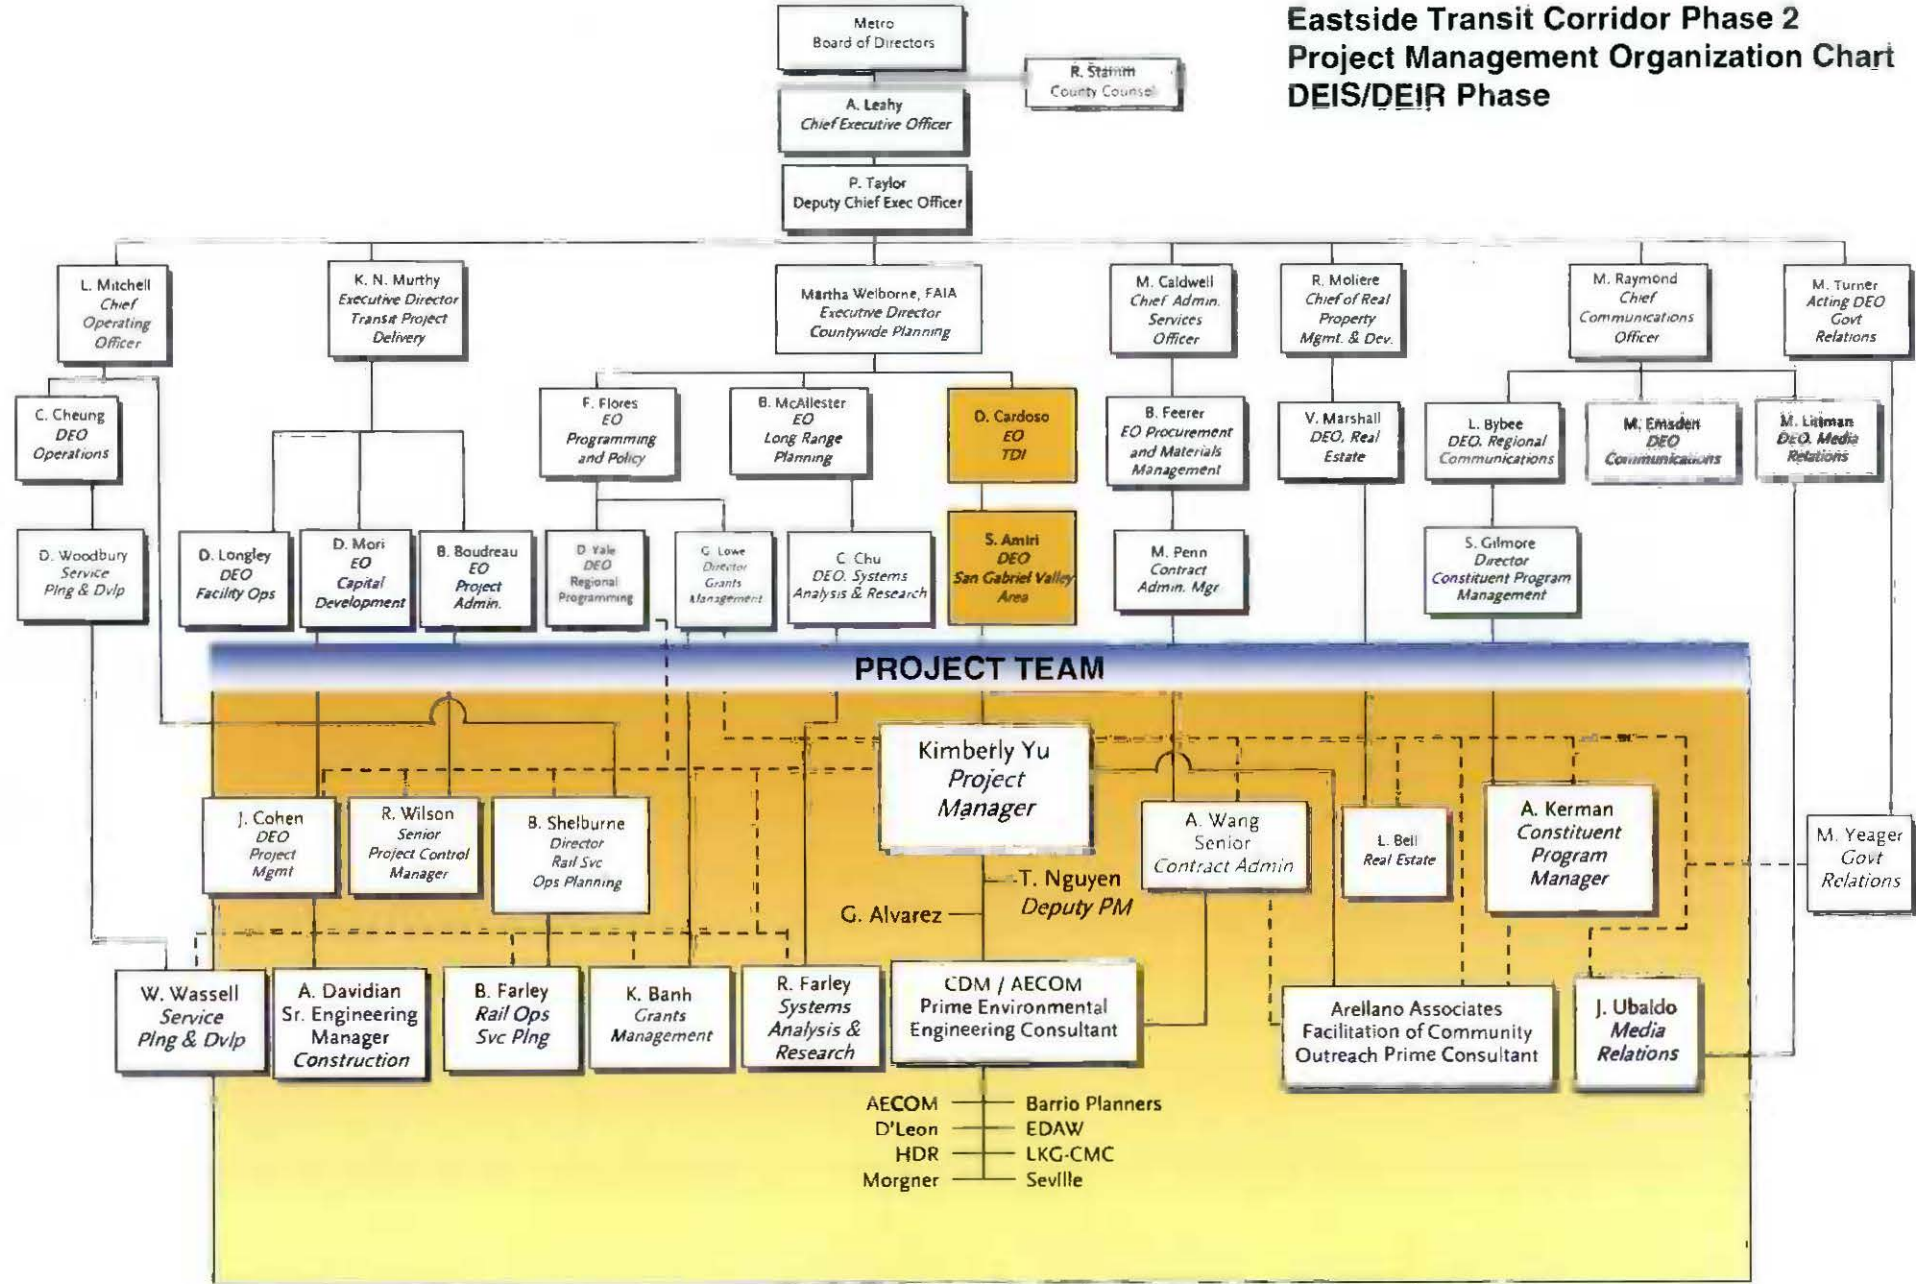 Eastside Transit Corridor Phase 2
Project Management Organization Chart
DEIS/DEIR Phase
Metro
Board of Directors
R. Stamm
County Counsel
A. Leahy
Chief Executive Officer
P. Taylor
Deputy Chief Exec Officer
L. Mitchell
Chief
Operating
Officer
K. N. Murthy
Executive Director
Transit Project
Delivery
Martha Welborne, FAIA
Executive Director
Countywide Planning
M. Caldwell
Chief Admin.
Services
Officer
R. Moliere
Chief of Real
Property
Mgmt. & Dev.
M. Raymond
Chief
Communications
Officer
M. Turner
Acting DEO
Govt
Relations
C. Cheung
DEO
Operations
F. Flores
EO
Programming
and Policy
B. McAllester
EO
Long Range
Planning
D. Cardoso
EO
TDI
B. Feerer
EO Procurement
and Materials
Management
V. Marshall
DEO. Real
Estate
L. Bybee
DEO. Regional
Communications
M. Emsden
DEO
Communications
M. Litman
DEO. Media
Relations
D. Woodbury
Service
Plng & Dvlp
D. Longley
DEO
Facility Ops
D. Mori
EO
Capital
Development
B. Boudreau
EO
Project
Admin.
D. Yale
DEO
Regional
Programming
G. Lowe
Director
Grants
Management
C. Chu
DEO. Systems
Analysis & Research
S. Amiri
DEO
San Gabriel Valley
Area
M. Penn
Contract
Admin. Mgr
S. Gilmore
Director
Constituent Program
Management
PROJECT TEAM
Kimberly Yu
Project
Manager
J. Cohen
DEO
Project
Mgmt
R. Wilson
Senior
Project Control
Manager
B. Shelburne
Director
Rail Svc
Ops Planning
A. Wang
Senior
Contract Admin
L. Bell
Real Estate
A. Kerman
Constituent
Program
Manager
M. Yeager
Govt
Relations
T. Nguyen
Deputy PM
G. Alvarez
W. Wassell
Service
Plng & Dvlp
A. Davidian
Sr. Engineering
Manager
Construction
B. Farley
Rail Ops
Svc Plng
K. Banh
Grants
Management
R. Farley
Systems
Analysis &
Research
CDM / AECOM
Prime Environmental
Engineering Consultant
Arellano Associates
Facilitation of Community
Outreach Prime Consultant
J. Ubaldo
Media
Relations
AECOM
Barrio Planners
D'Leon
EDAW
HDR
LKG-CMC
Morgner
Seville